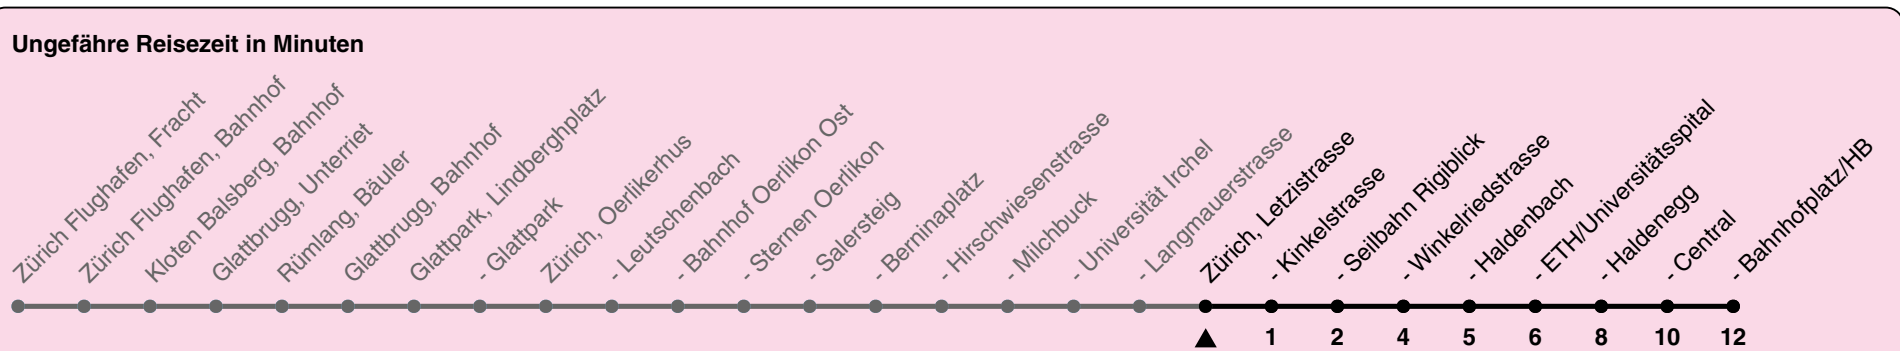 Ungefähre Reisezeit in Minuten
Zürich Flughafen, Fracht
Zürich Flughafen, Bahnhof
Kloten Balsberg, Bahnhof
Glattbrugg, Unterriet
Rümlang, Bäuler
Glattbrugg, Bahnhof
Glattpark, Lindberghplatz
- Glattpark
Zürich, Oerlikerhus
- Leutschenbach
- Bahnhof Oerlikon Ost
- Sternen Oerlikon
- Salersteig
- Berninaplatz
- Hirschwiesenstrasse
- Milchbuck
- Universität Irchel
- Langmauerstrasse
Zürich, Letzistrasse
- Kinkelstrasse
- Seilbahn Rigiblick
- Winkelriedstrasse
- Haldenbach
- ETH/Universitätsspital
- Haldenegg
- Central
- Bahnhofplatz/HB
1 2 4 5 6 8 10 12